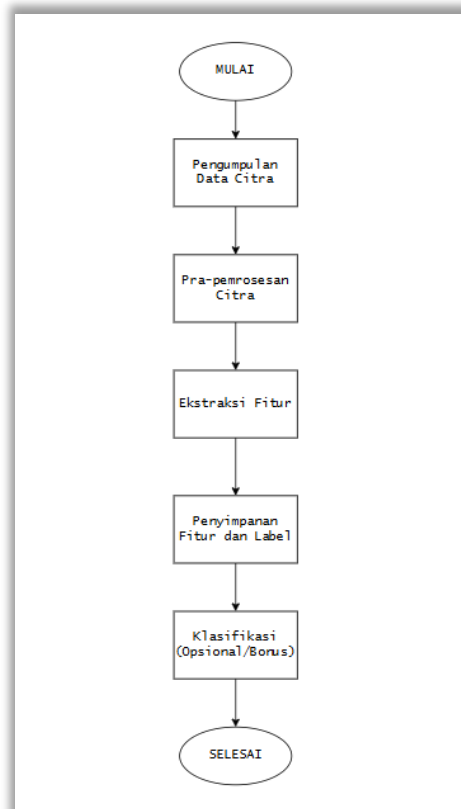 MULAI
Pengumpulan
Data Citra
Pra-pemrosesan
Citra
Ekstraksi Fitur
Penyimpanan
Fitur dan Label
Klasifikasi
(Opsional/Bonus)
SELESAI